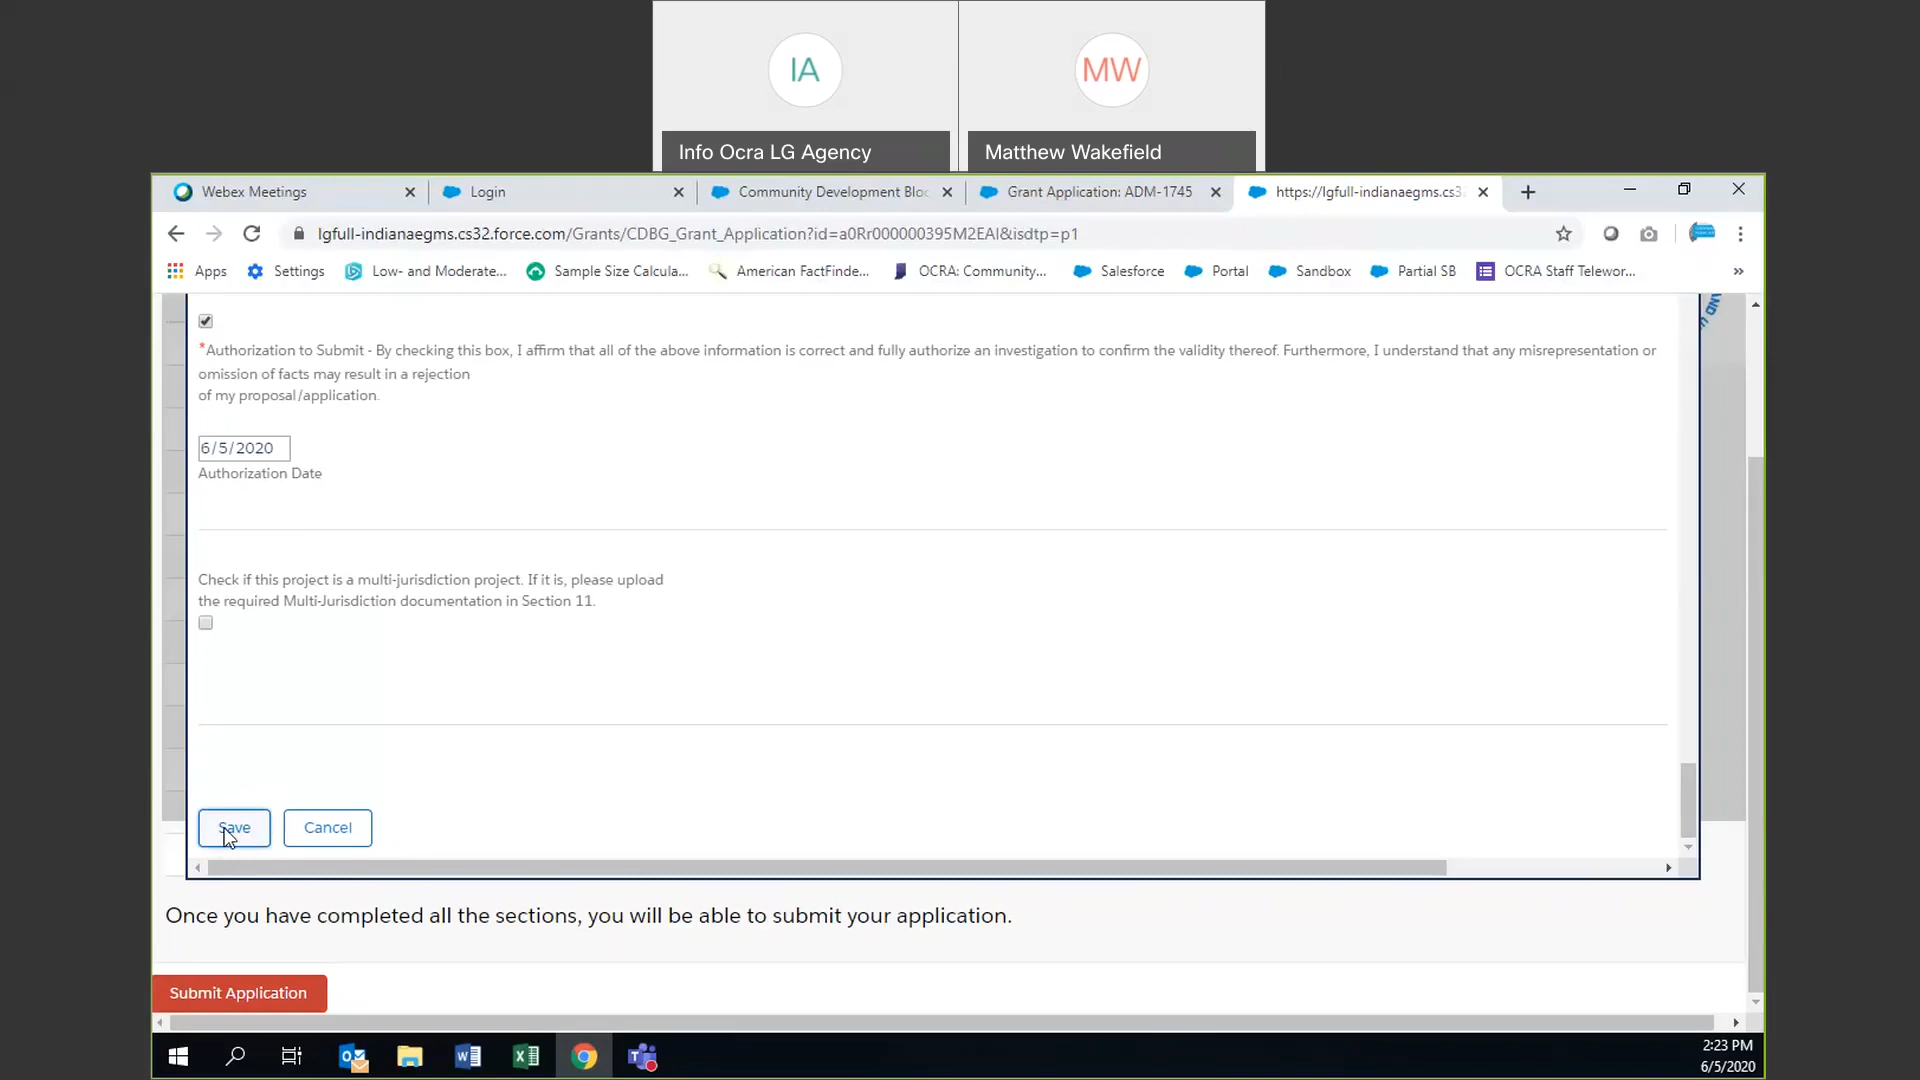 IA
MW
Info Ocra LG Agency
Matthew Wakefield
Webex Meetings
Login
Community Development Bloc
Grant Application: ADM-1745
https://lgfull-indianaegms.cs3
lgfull-indianaegms.cs32.force.com/Grants/CDBG_Grant_Application?id=a0Rr000000395M2EAI&isdtp=p1
Apps
Settings
Low- and Moderate...
Sample Size Calcula...
American FactFinde...
OCRA: Community...
Salesforce
Portal
Sandbox
Partial SB
OCRA Staff Telewor...
»
*Authorization to Submit - By checking this box, I affirm that all of the above information is correct and fully authorize an investigation to confirm the validity thereof. Furthermore, I understand that any misrepresentation or
omission of facts may result in a rejection
of my proposal/application.
6/5/2020
Authorization Date
Check if this project is a multi-jurisdiction project. If it is, please upload
the required Multi-Jurisdiction documentation in Section 11.
Save
Cancel
Once you have completed all the sections, you will be able to submit your application.
Submit Application
2:23 PM
6/5/2020